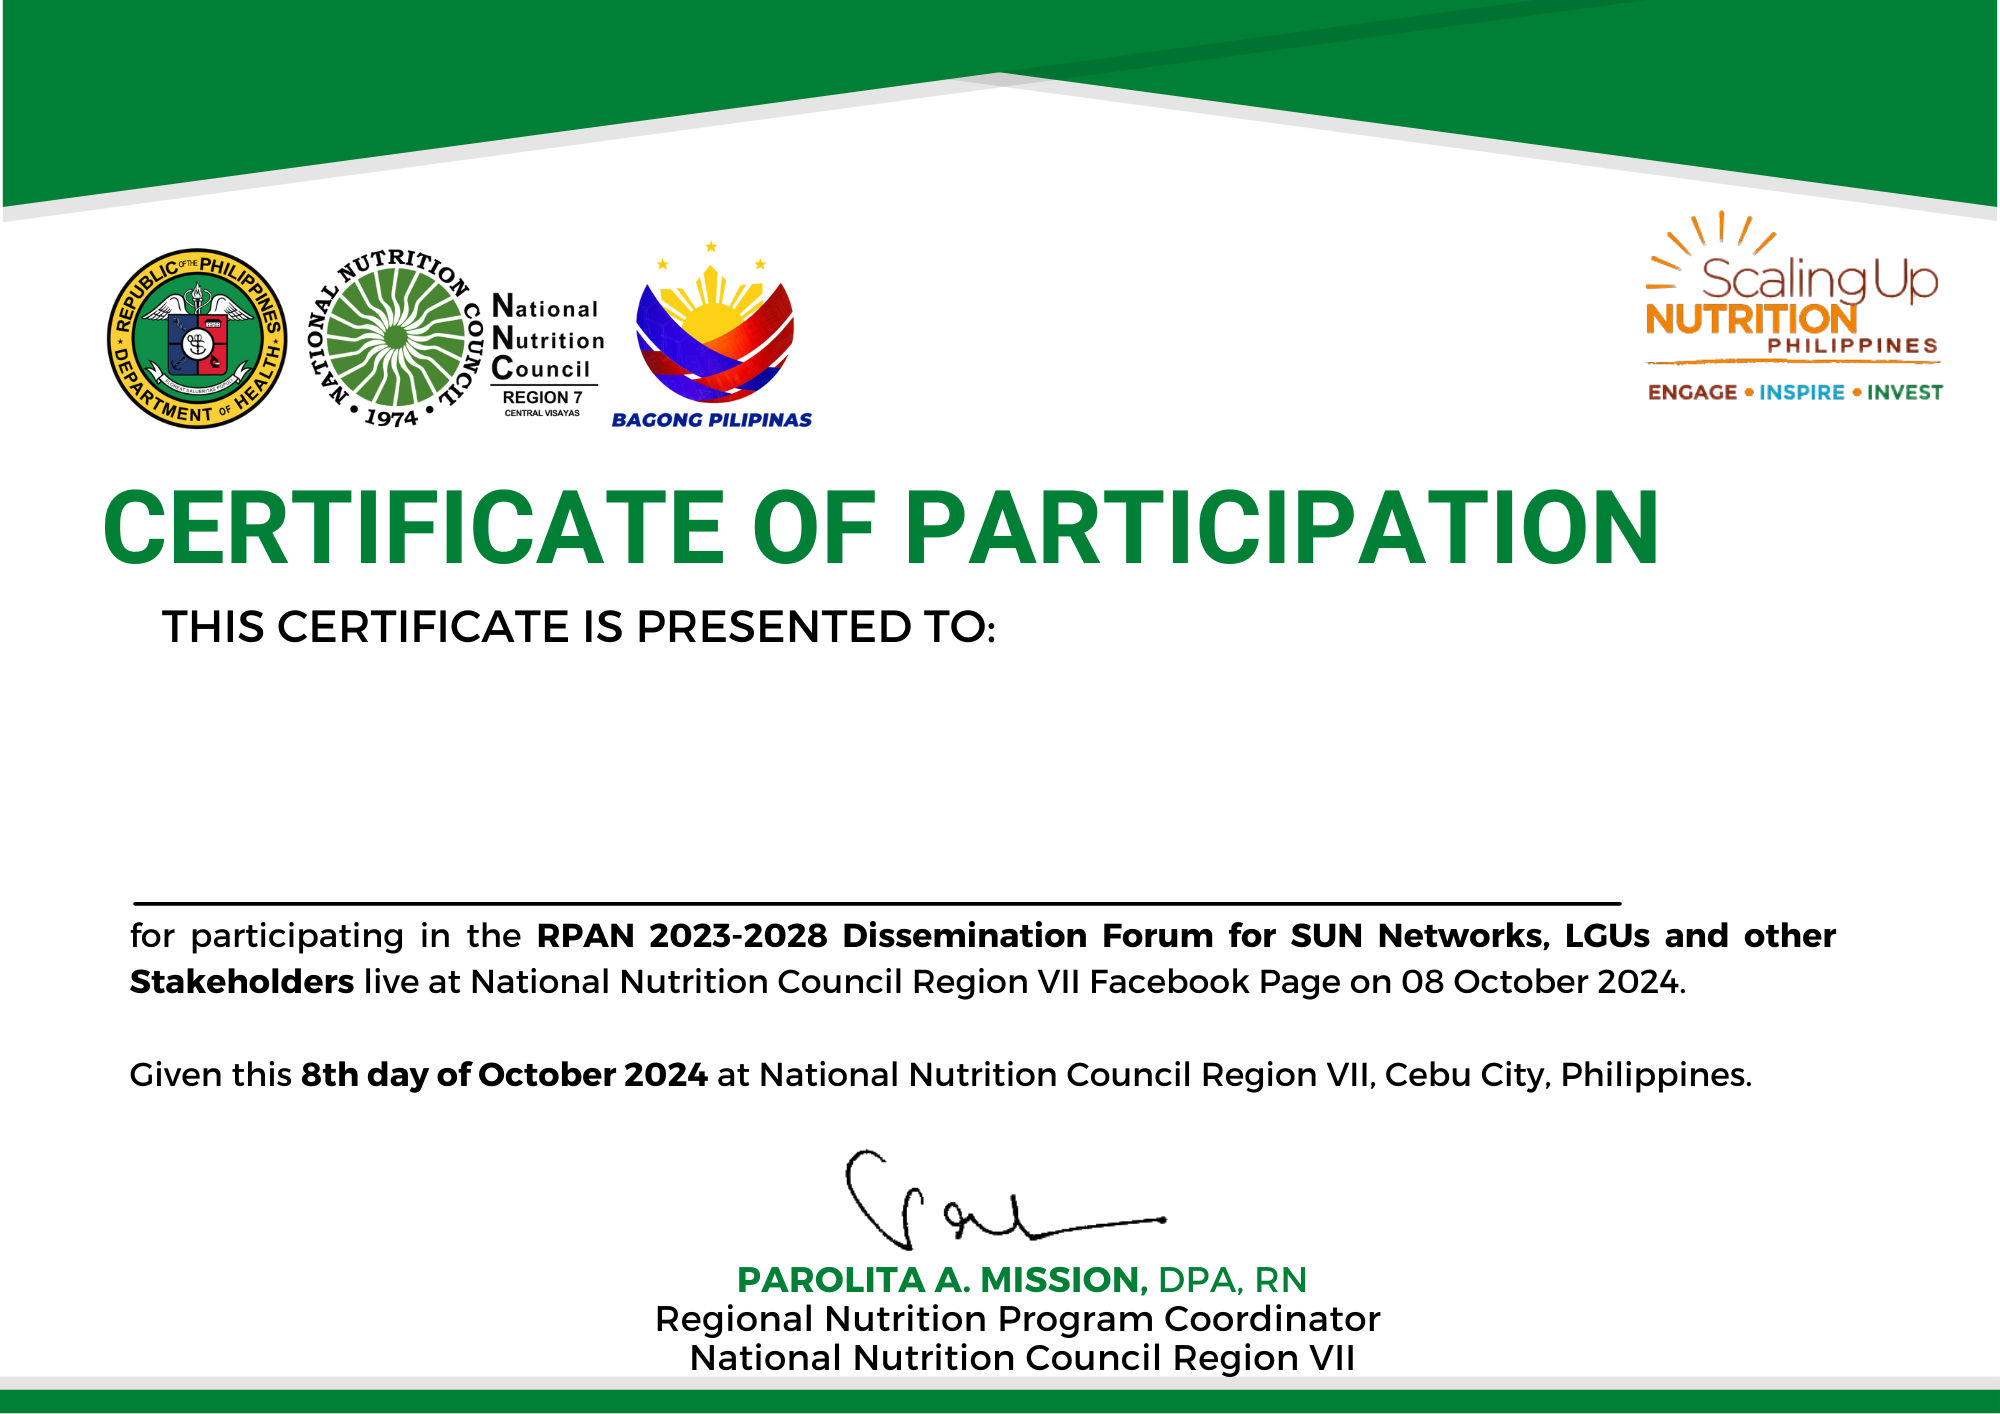 REPUBLIC OF THE PHILIPPINES
DEPARTMENT OF HEALTH
NATIONAL NUTRITION COUNCIL
• 1974 •
National
Nutrition
Council
REGION 7
CENTRAL VISAYAS
BAGONG PILIPINAS
Scaling Up
NUTRITION
PHILIPPINES
ENGAGE • INSPIRE • INVEST
CERTIFICATE OF PARTICIPATION
THIS CERTIFICATE IS PRESENTED TO:
for participating in the RPAN 2023-2028 Dissemination Forum for SUN Networks, LGUs and other
Stakeholders live at National Nutrition Council Region VII Facebook Page on 08 October 2024.
Given this 8th day of October 2024 at National Nutrition Council Region VII, Cebu City, Philippines.
PAROLITA A. MISSION, DPA, RN
Regional Nutrition Program Coordinator
National Nutrition Council Region VII